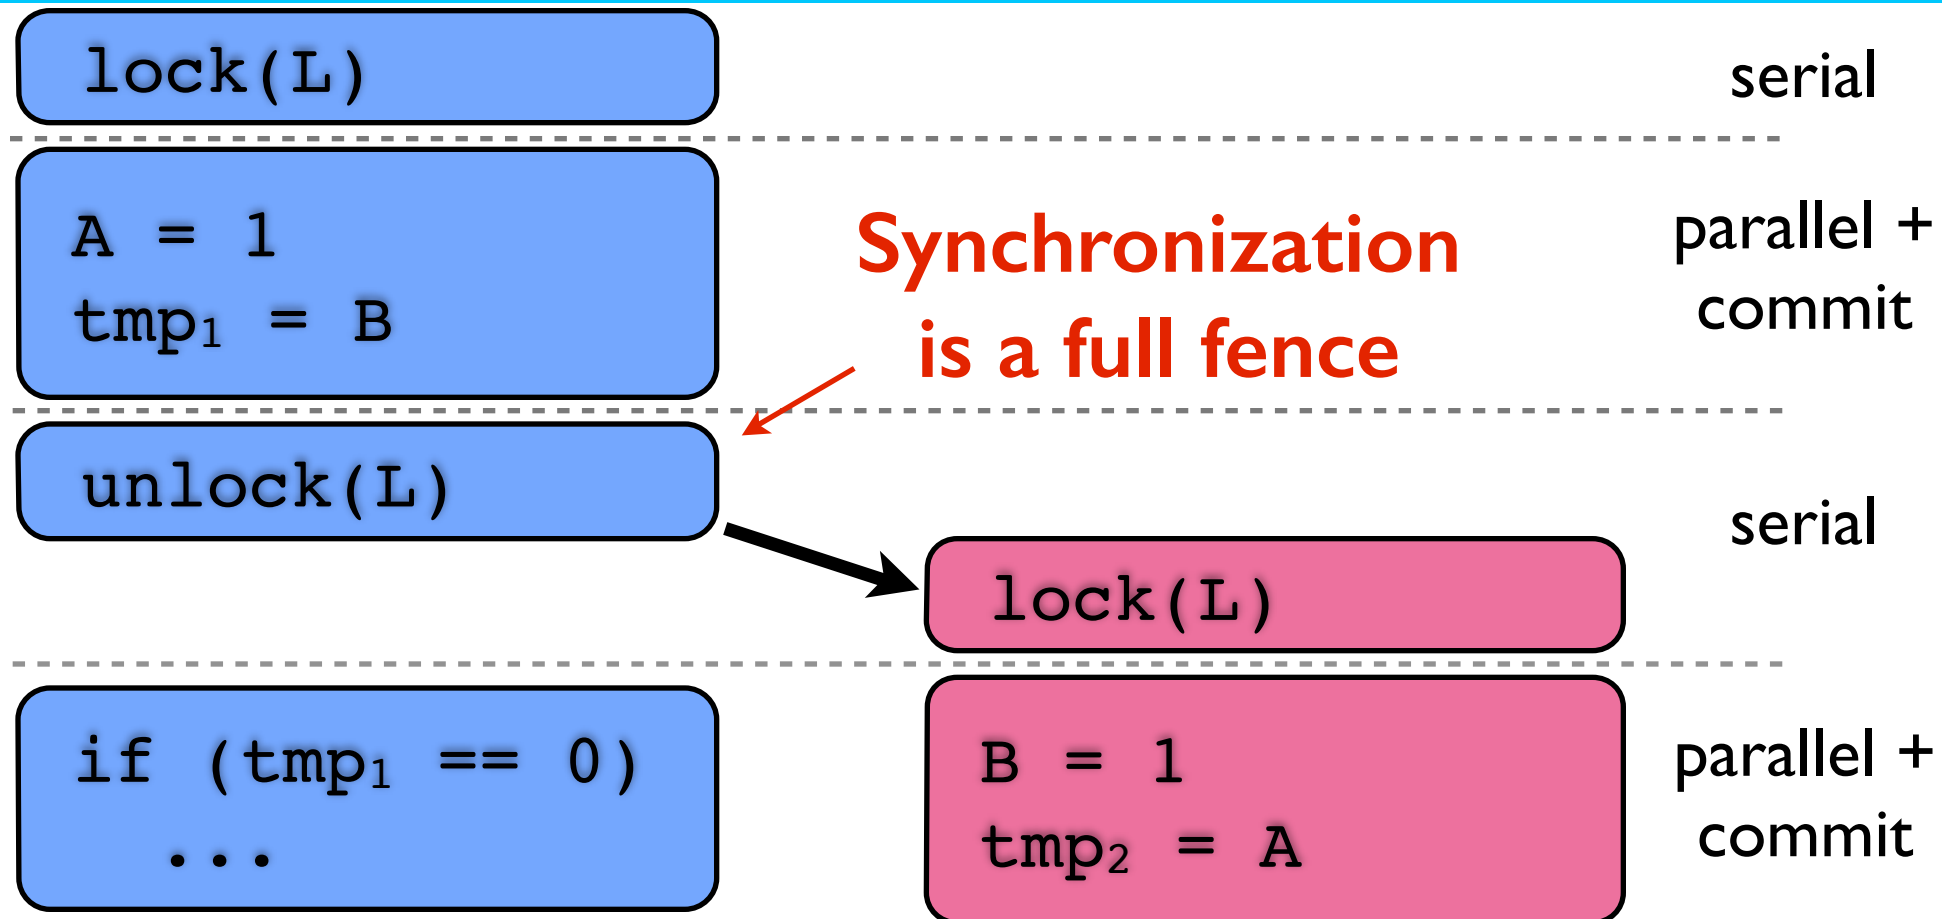 lock(L)
serial
A = 1
tmp₁ = B
Synchronization
is a full fence
parallel +
commit
unlock(L)
lock(L)
serial
if (tmp₁ == 0)
...
B = 1
tmp₂ = A
parallel +
commit